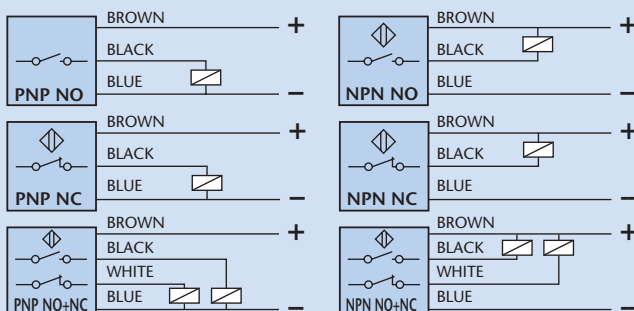 BROWN
+
BLACK
BLUE
PNP NO
−
BROWN
+
BLACK
NPN NO
BLUE
−
BROWN
+
BLACK
BLUE
PNP NC
−
BROWN
+
BLACK
BLUE
NPN NC
−
BROWN
+
BLACK
WHITE
PNP NO+NC
BLUE
−
BROWN
+
BLACK
WHITE
NPN NO+NC
BLUE
−